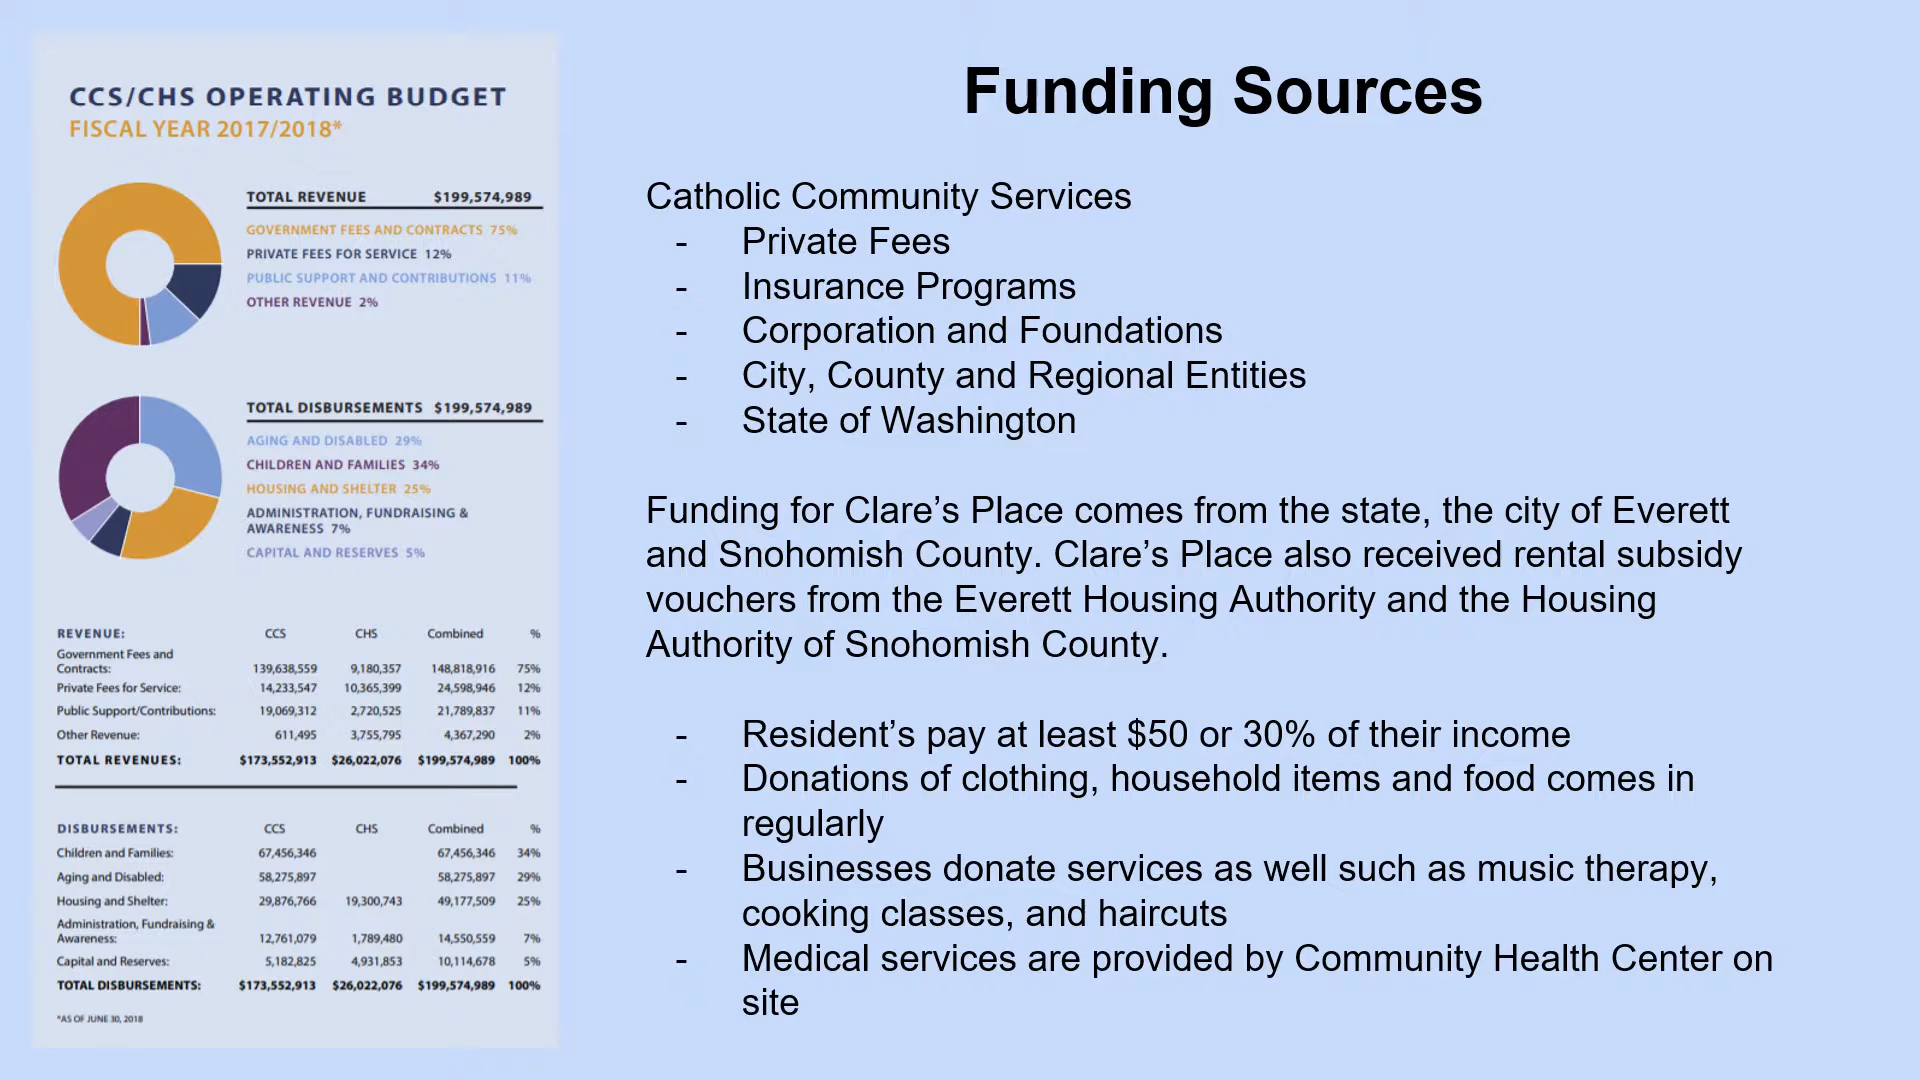 CCS/CHS OPERATING BUDGET
FISCAL YEAR 2017/2018*
TOTAL REVENUE $199,574,989
GOVERNMENT FEES AND CONTRACTS 75%
PRIVATE FEES FOR SERVICE 12%
PUBLIC SUPPORT AND CONTRIBUTIONS 11%
OTHER REVENUE 2%
TOTAL DISBURSEMENTS $199,574,989
AGING AND DISABLED 29%
CHILDREN AND FAMILIES 34%
HOUSING AND SHELTER 25%
ADMINISTRATION, FUNDRAISING &
AWARENESS 7%
CAPITAL AND RESERVES 5%
REVENUE: CCS CHS Combined %
Government Fees and
Contracts: 139,638,559 9,180,357 148,818,916 75%
Private Fees for Service: 14,233,547 10,365,399 24,598,946 12%
Public Support/Contributions: 19,069,312 2,720,525 21,789,837 11%
Other Revenue: 611,495 3,755,795 4,367,290 2%
TOTAL REVENUES: $173,552,913 $26,022,076 $199,574,989 100%
DISBURSEMENTS: CCS CHS Combined %
Children and Families: 67,456,346 67,456,346 34%
Aging and Disabled: 58,275,897 58,275,897 29%
Housing and Shelter: 29,876,766 19,300,743 49,177,509 25%
Administration, Fundraising &
Awareness: 12,761,079 1,789,480 14,550,559 7%
Capital and Reserves: 5,182,825 4,931,853 10,114,678 5%
TOTAL DISBURSEMENTS: $173,552,913 $26,022,076 $199,574,989 100%
*AS OF JUNE 30, 2018
Funding Sources
Catholic Community Services
- Private Fees
- Insurance Programs
- Corporation and Foundations
- City, County and Regional Entities
- State of Washington
Funding for Clare’s Place comes from the state, the city of Everett
and Snohomish County. Clare’s Place also received rental subsidy
vouchers from the Everett Housing Authority and the Housing
Authority of Snohomish County.
- Resident’s pay at least $50 or 30% of their income
- Donations of clothing, household items and food comes in
regularly
- Businesses donate services as well such as music therapy,
cooking classes, and haircuts
- Medical services are provided by Community Health Center on
site